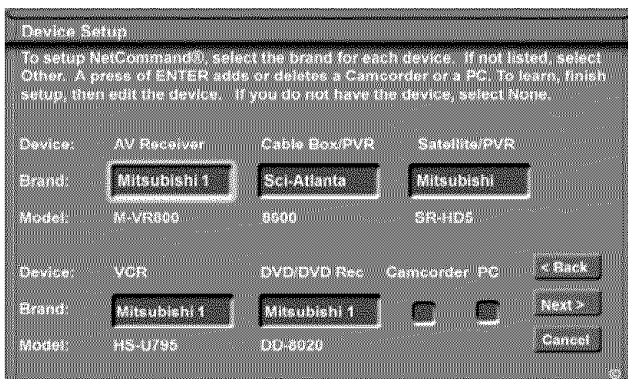 Device Setup
To setup NetCommand®, select the brand for each device. If not listed, select
Other. A press of ENTER adds or deletes a Camcorder or a PC. To learn, finish
setup, then edit the device. If you do not have the device, select None.
Device: AV Receiver Cable Box/PVR Satellite/PVR
Brand: Mitsubishi 1 Sci-Atlanta Mitsubishi
Model: M-VR800 8600 SR-HD5
Device: VCR DVD/DVD Rec Camcorder PC < Back
Brand: Mitsubishi 1 Mitsubishi 1 Next >
Model: HS-U795 DD-8020 Cancel
©